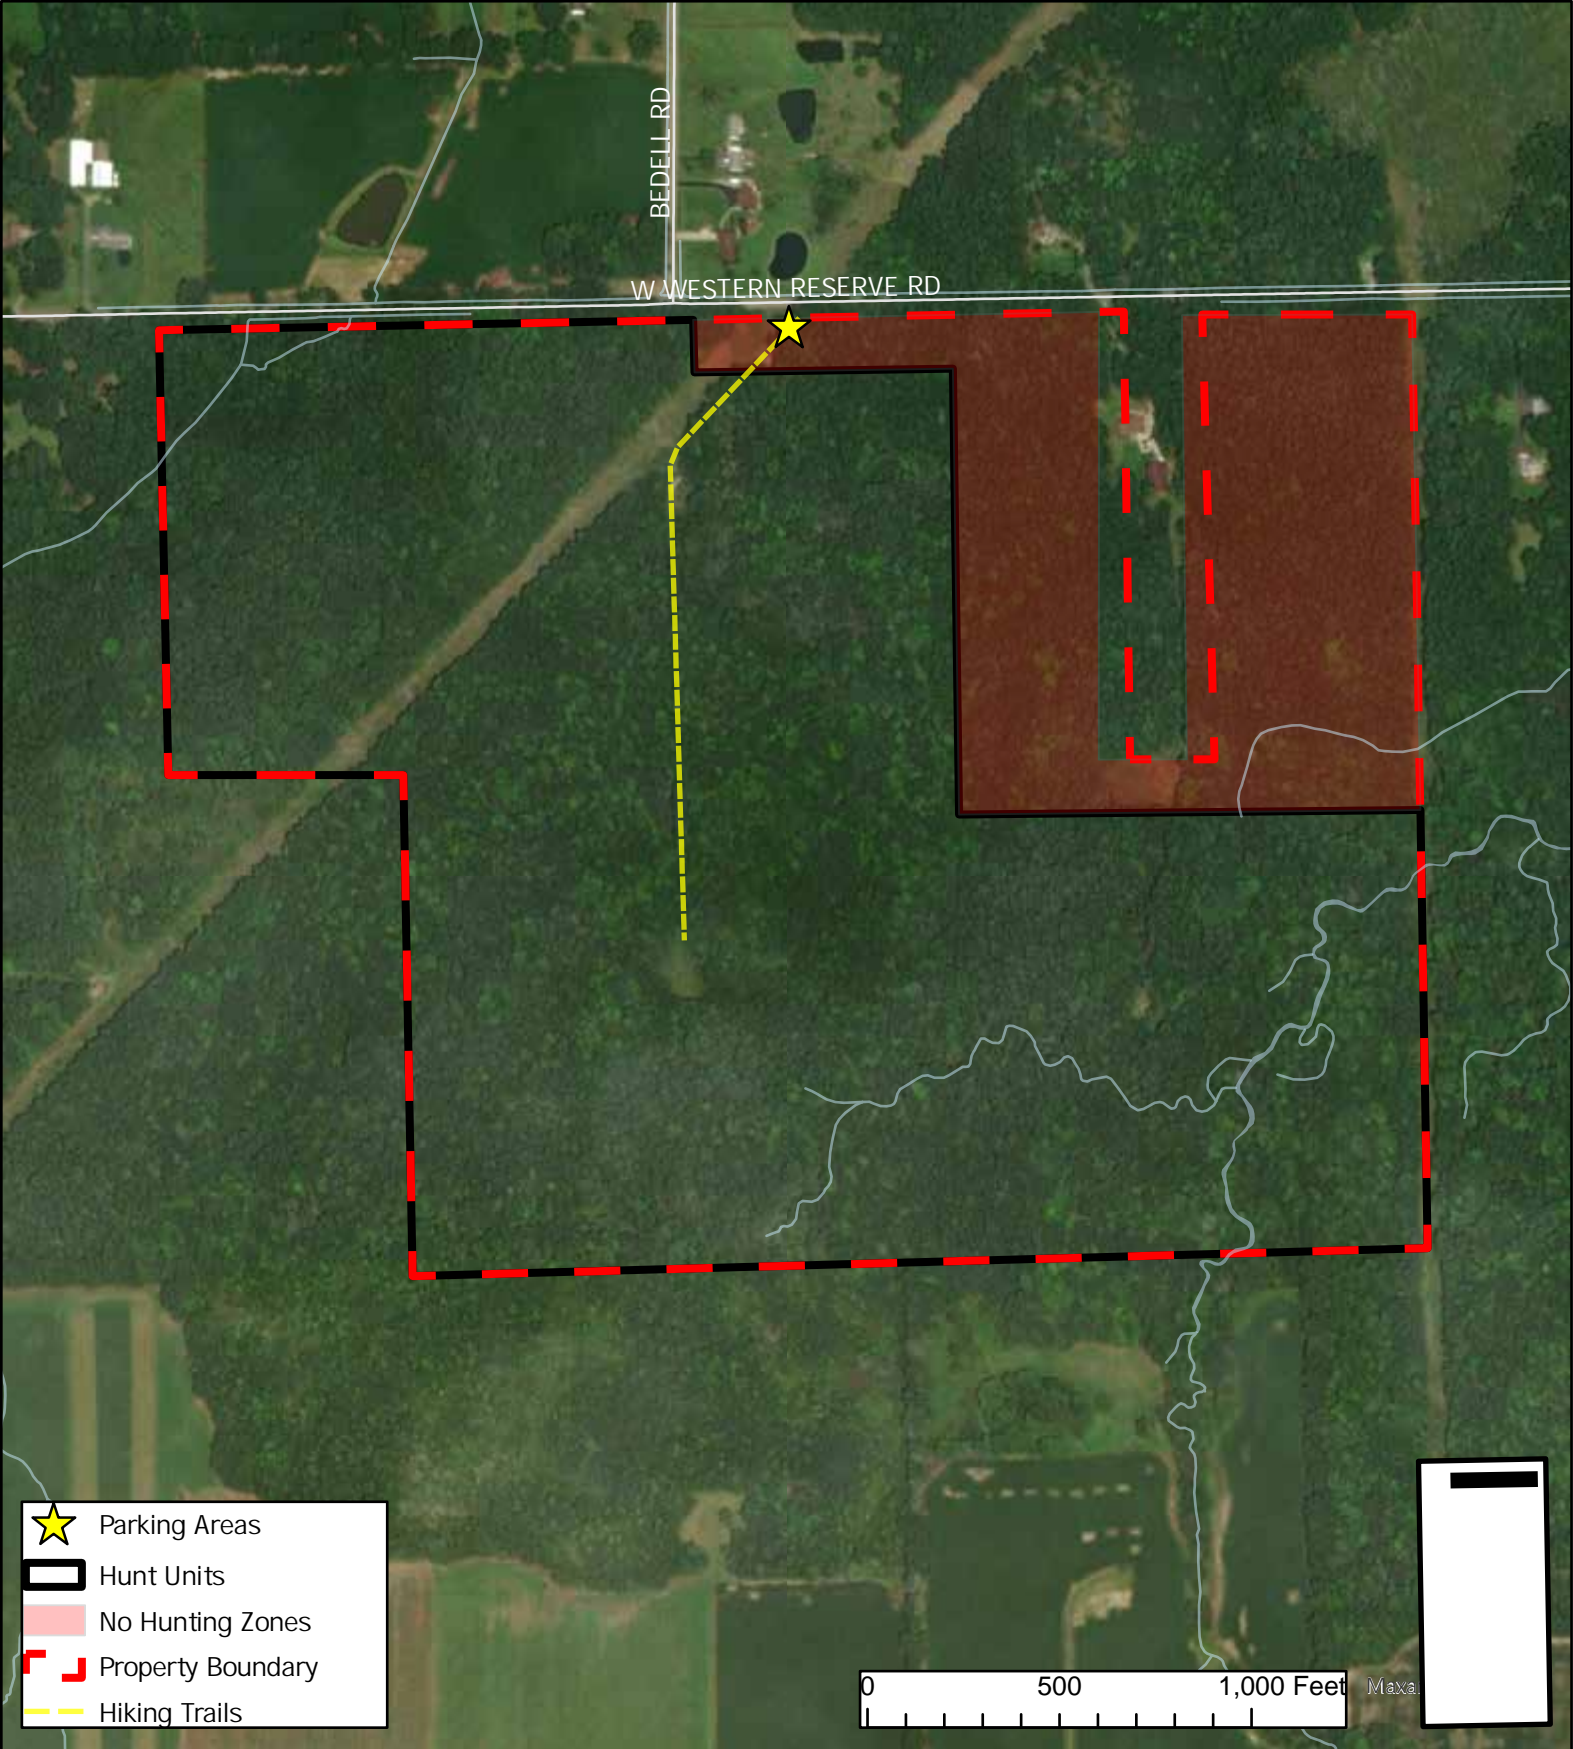 BEDELL RD
W WESTERN RESERVE RD
Parking Areas
Hunt Units
No Hunting Zones
Property Boundary
Hiking Trails
0 500 1,000 Feet
Maxa